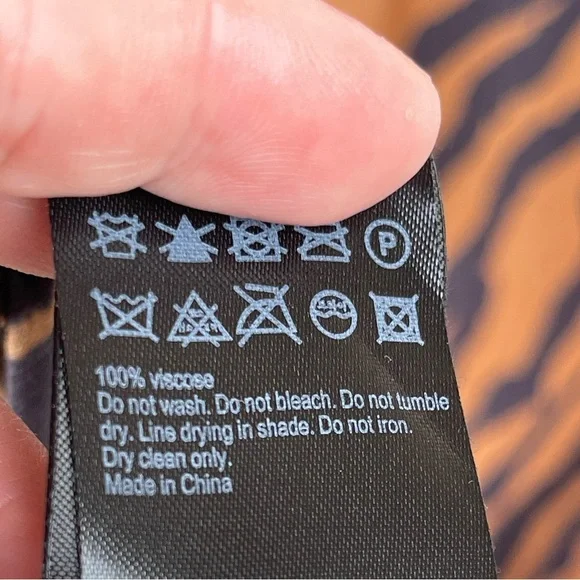 P
100% viscose
Do not wash. Do not bleach. Do not tumble
dry. Line drying in shade. Do not iron.
Dry clean only.
Made in China